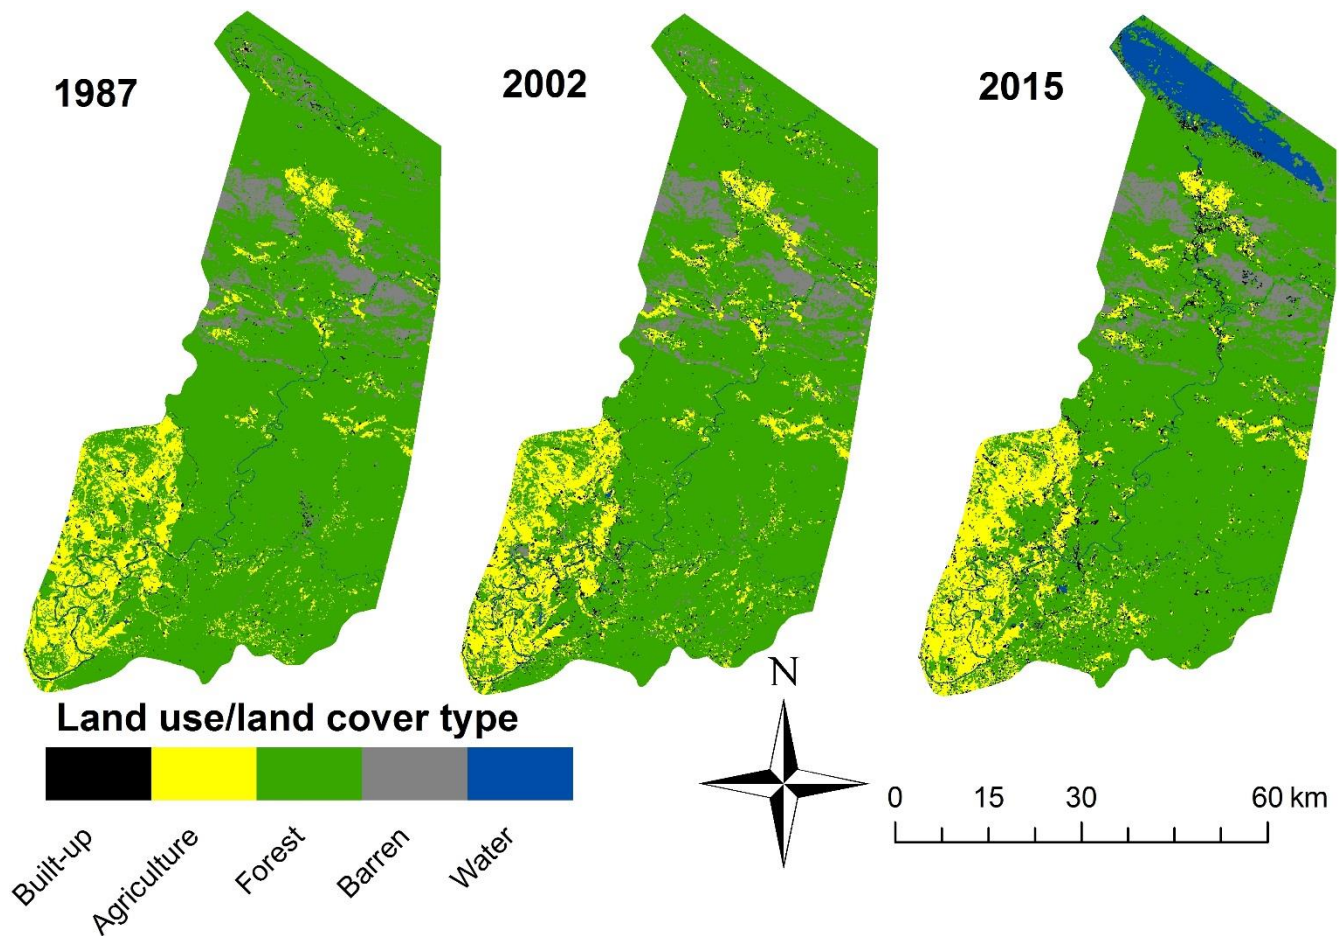 1987
2002
2015
Land use/land cover type
Built-up
Agriculture
Forest
Barren
Water
N
0 15 30 60 km